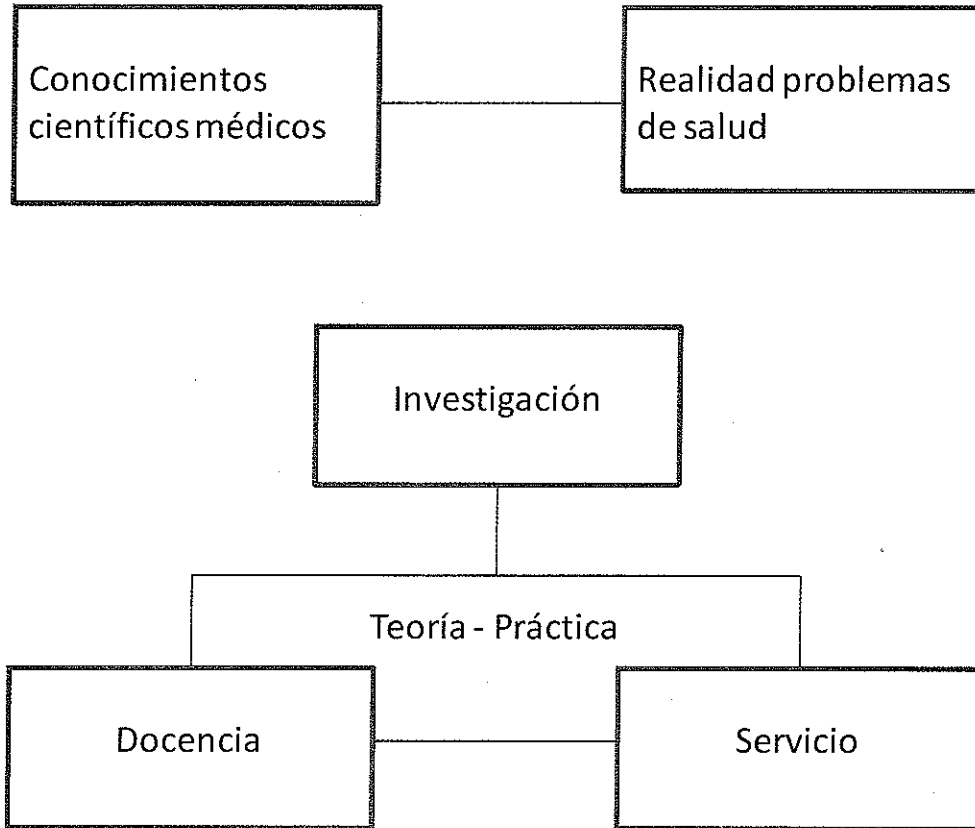 Conocimientos
científicos médicos
Realidad problemas
de salud
Investigación
Teoría - Práctica
Docencia
Servicio